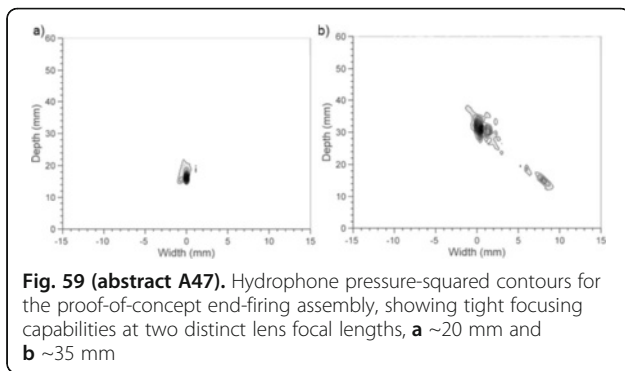 a)
b)
60
50
40
30
20
10
0
Depth (mm)
-15
-10
-5
0
5
10
15
Width (mm)
60
50
40
30
20
10
0
Depth (mm)
-15
-10
-5
0
5
10
15
Width (mm)
Fig. 59 (abstract A47). Hydrophone pressure-squared contours for
the proof-of-concept end-firing assembly, showing tight focusing
capabilities at two distinct lens focal lengths, a ~20 mm and
b ~35 mm